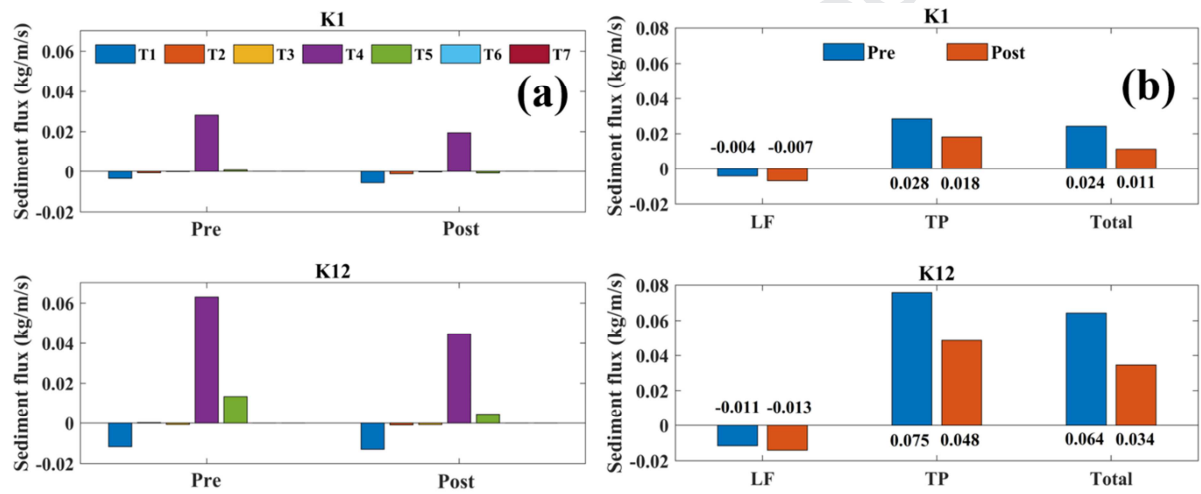 K1
Sediment flux (kg/m/s)
0.06
0.04
0.02
0
-0.02
T1 T2 T3 T4 T5 T6 T7
(a)
Pre Post
K12
Sediment flux (kg/m/s)
0.06
0.04
0.02
0
-0.02
Pre Post
K1
Sediment flux (kg/m/s)
0.08
0.06
0.04
0.02
0
-0.02
Pre Post
(b)
-0.004 -0.007
0.028 0.018 0.024 0.011
LF TP Total
K12
Sediment flux (kg/m/s)
0.08
0.06
0.04
0.02
0
-0.02
-0.011 -0.013
0.075 0.048 0.064 0.034
LF TP Total